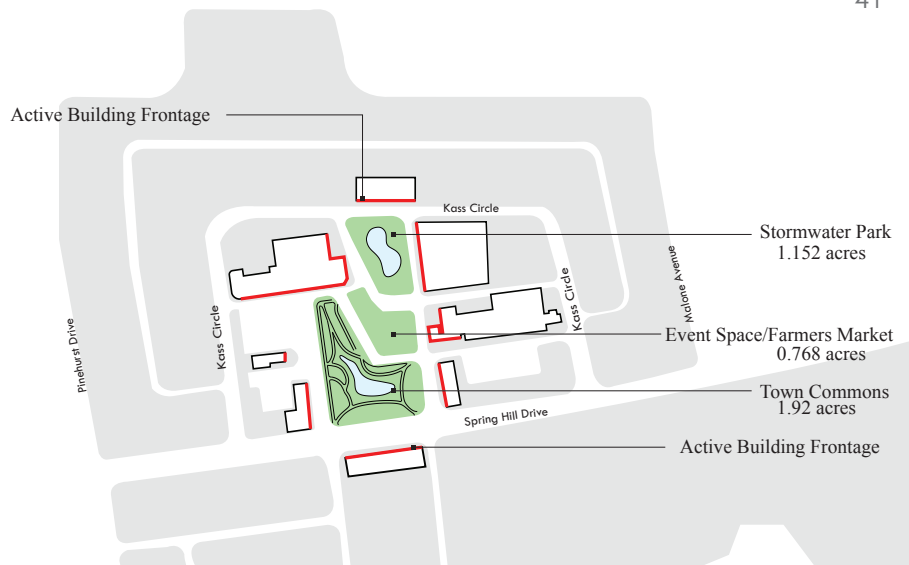 41
Active Building Frontage
Kass Circle
Stormwater Park
1.152 acres
Malone Avenue
Kass Circle
Kass Circle
Pinehurst Drive
Event Space/Farmers Market
0.768 acres
Town Commons
1.92 acres
Spring Hill Drive
Active Building Frontage